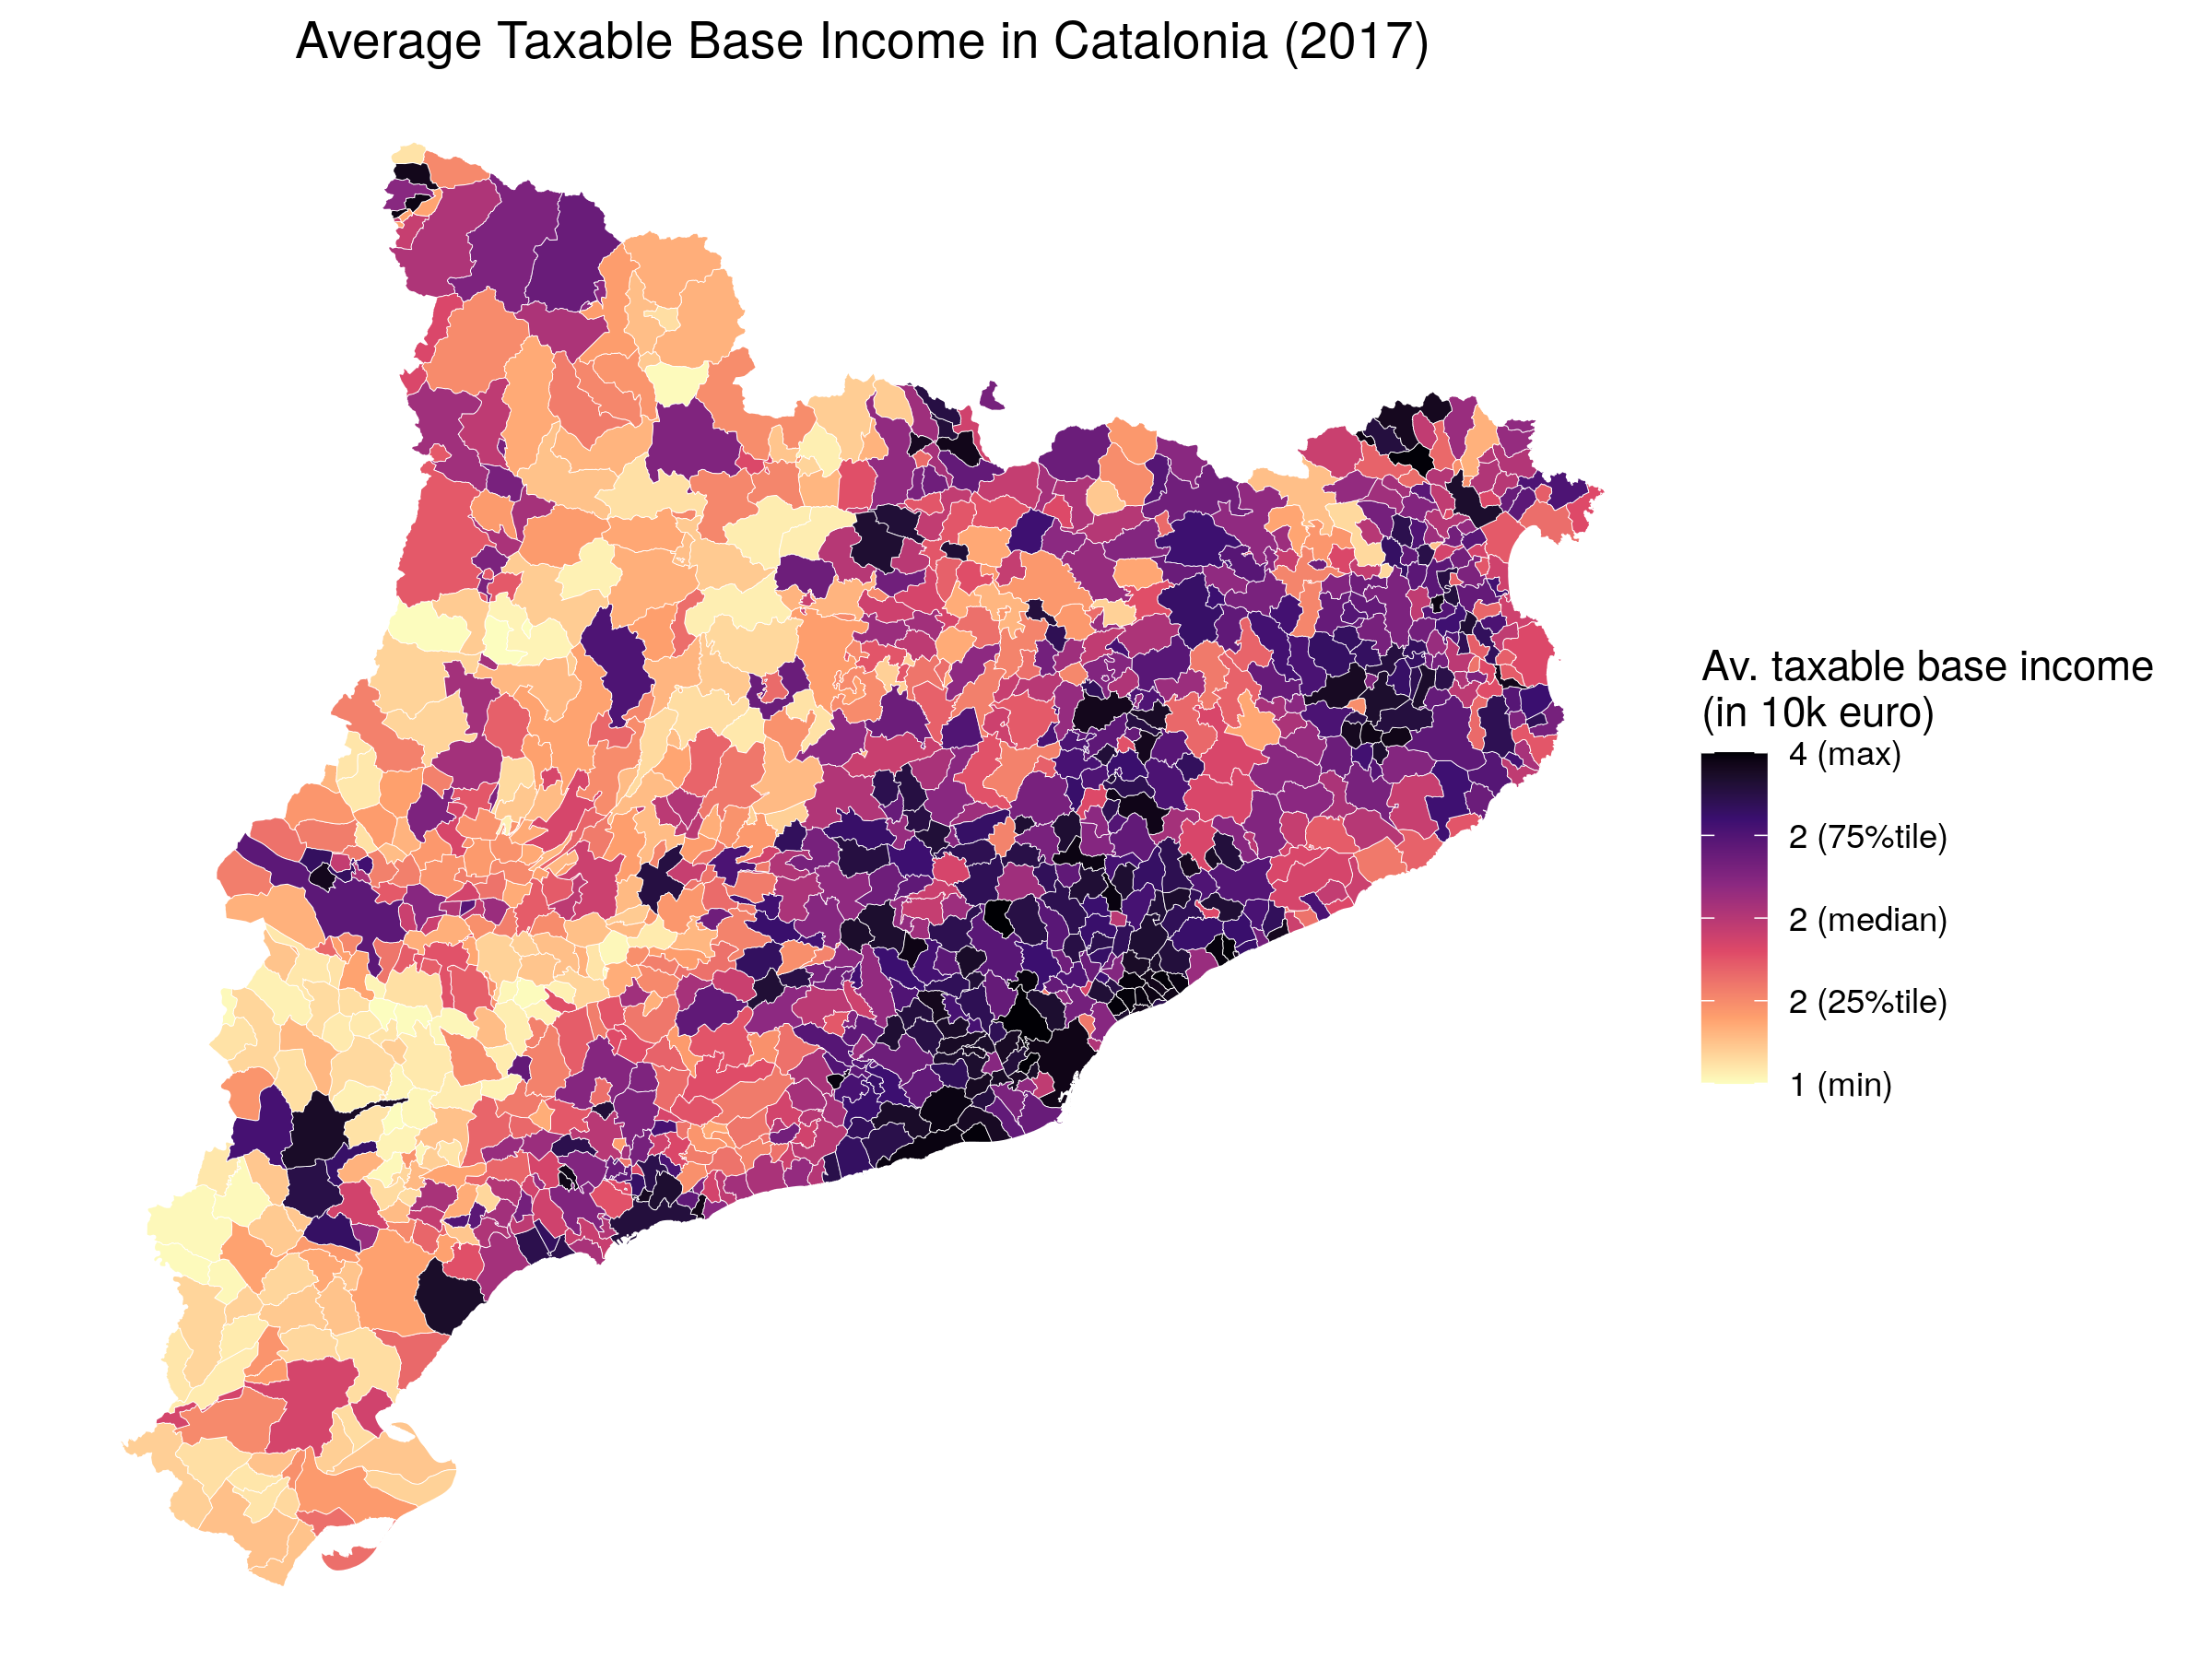 Average Taxable Base Income in Catalonia (2017)
Av. taxable base income
(in 10k euro)
4 (max)
2 (75%tile)
2 (median)
2 (25%tile)
1 (min)